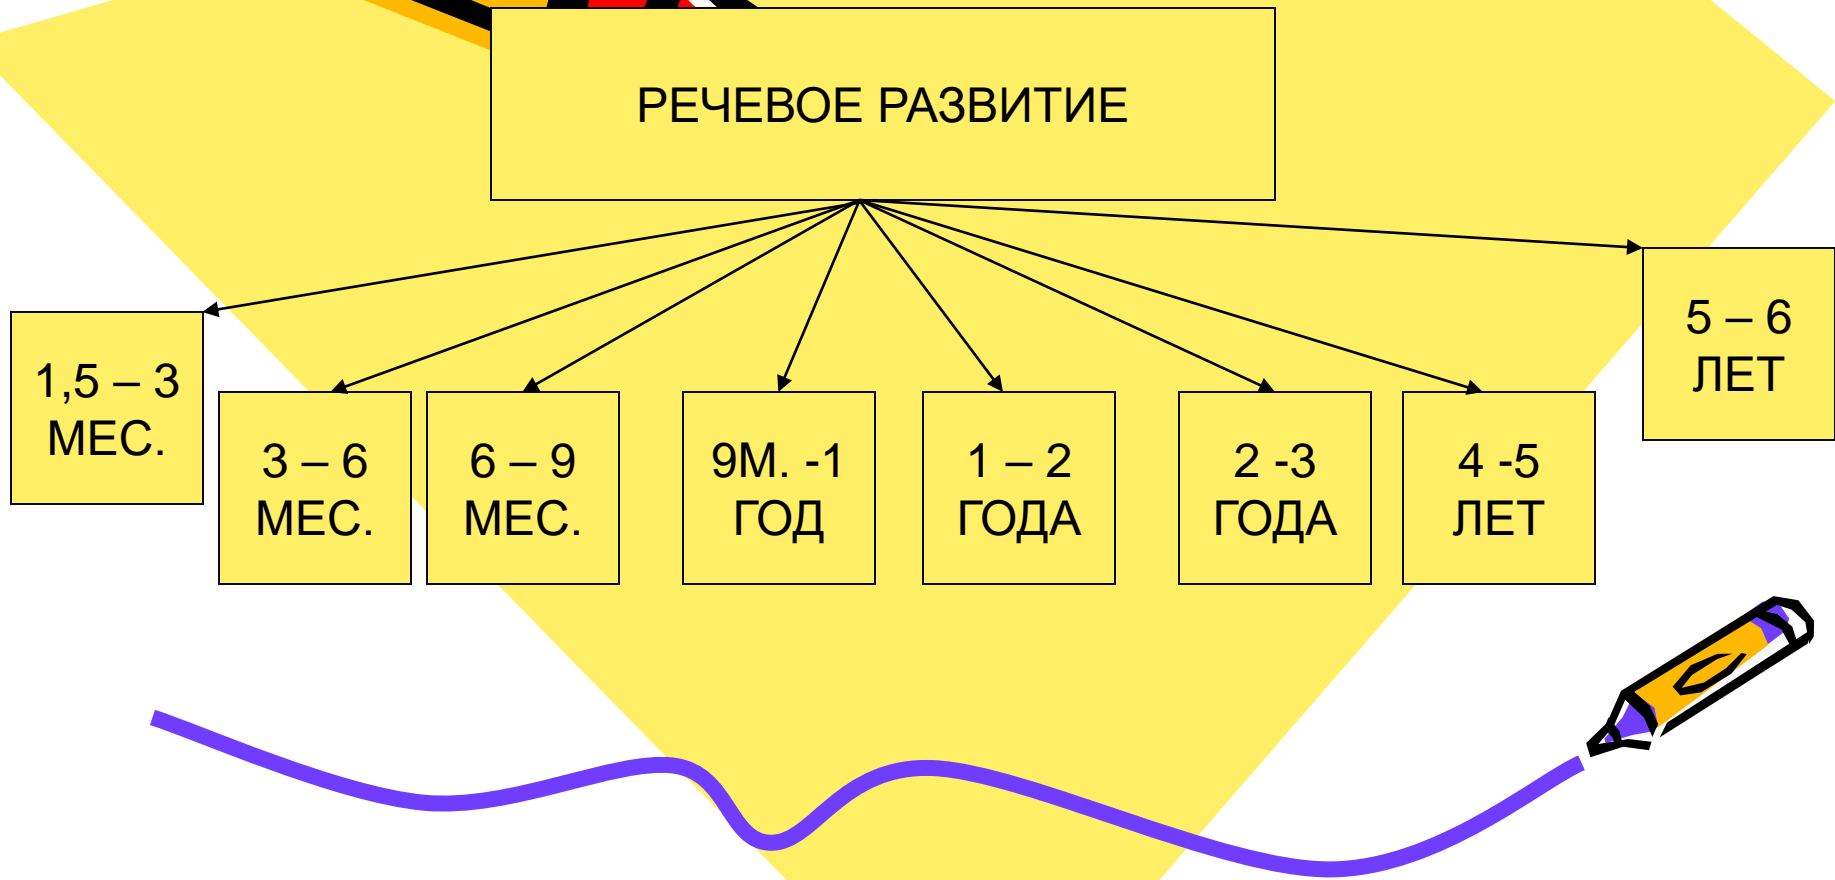 РЕЧЕВОЕ РАЗВИТИЕ
1,5 – 3
МЕС.
3 – 6
МЕС.
6 – 9
МЕС.
9М. -1
ГОД
1 – 2
ГОДА
2 -3
ГОДА
4 -5
ЛЕТ
5 – 6
ЛЕТ